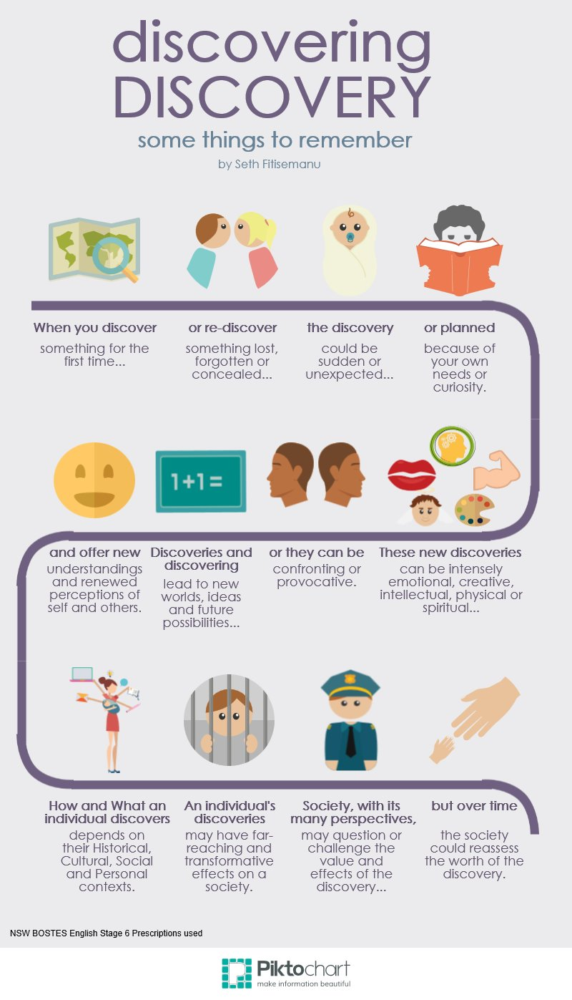 discovering
DISCOVERY
some things to remember
by Seth Fitisemanu
When you discover
something for the
first time...
or re-discover
something lost,
forgotten or
concealed...
the discovery
could be
sudden or
unexpected...
or planned
because of
your own
needs or
curiosity.
1+1=
These new discoveries
can be intensely
emotional, creative,
intellectual, physical or
spiritual...
or they can be
confronting or
provocative.
Discoveries and
discovering
lead to new
worlds, ideas
and future
possibilities...
and offer new
understandings
and renewed
perceptions of
self and others.
How and What an
individual discovers
depends on
their Historical,
Cultural, Social
and Personal
contexts.
An individual's
discoveries
may have far-
reaching and
transformative
effects on a
society.
Society, with its
many perspectives,
may question or
challenge the
value and
effects of the
discovery...
but over time
the society
could reassess
the worth of the
discovery.
NSW BOSTES English Stage 6 Prescriptions used
Piktochart
make information beautiful